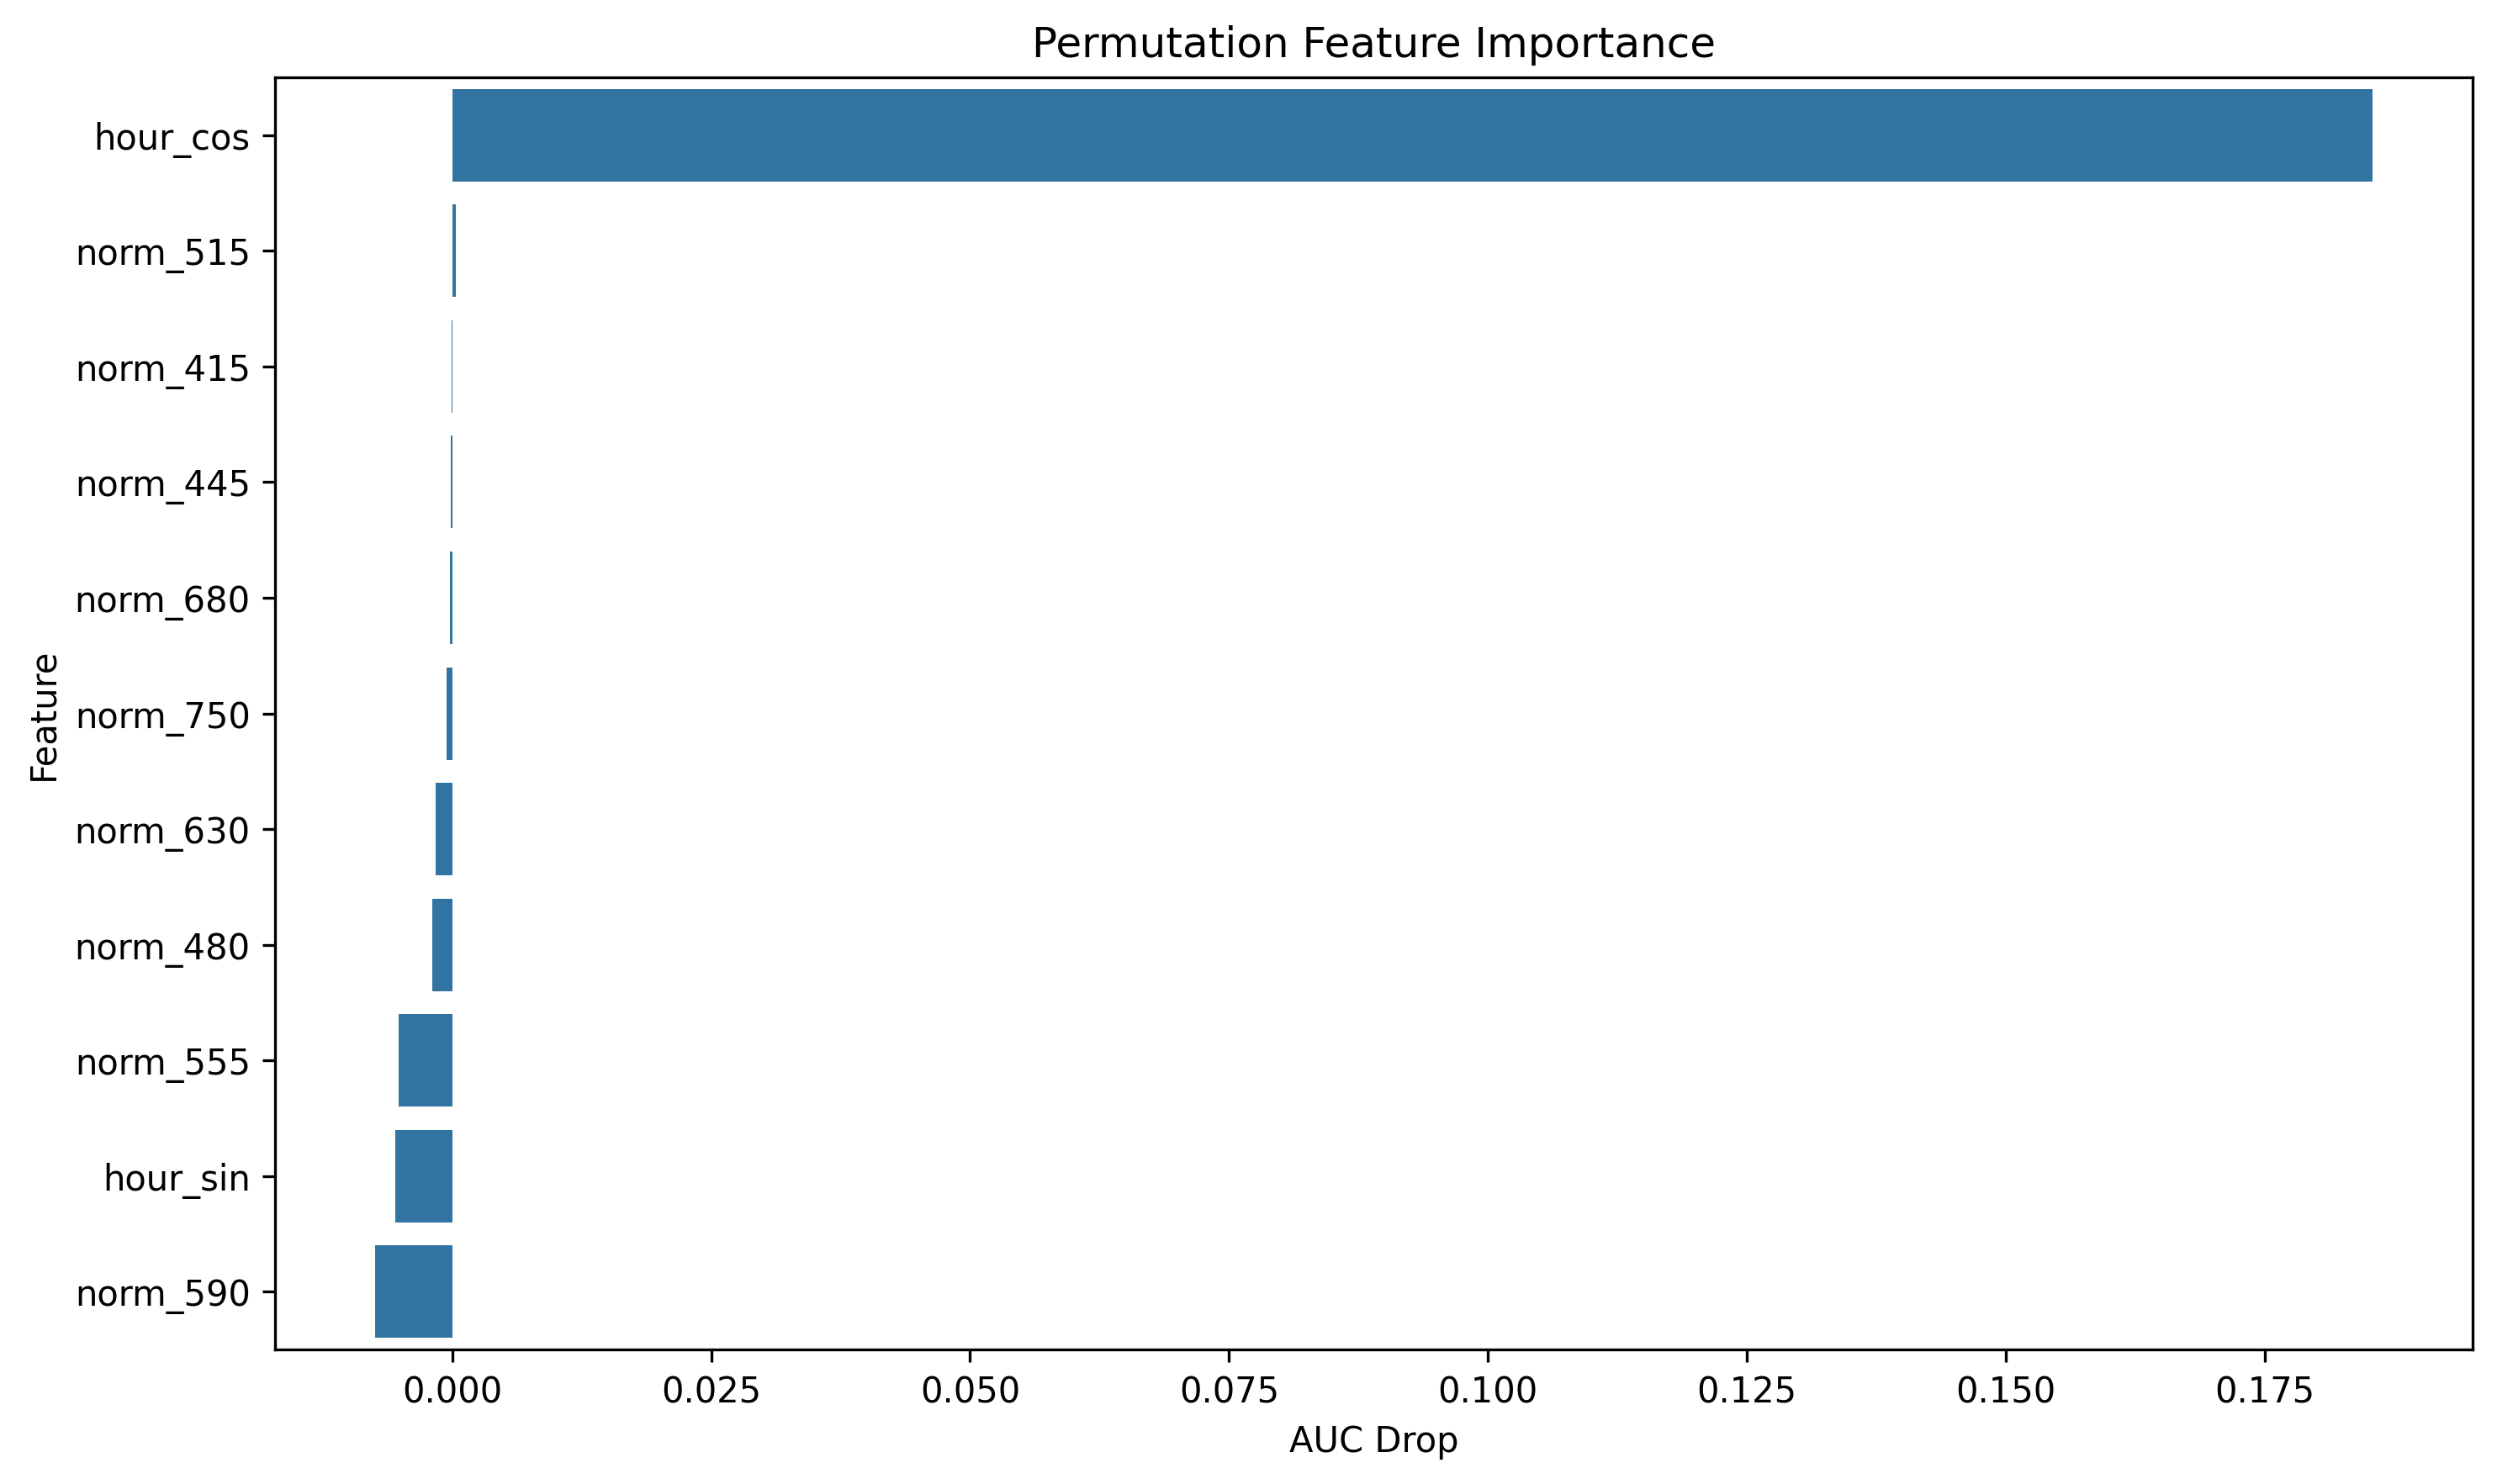 Permutation Feature Importance
hour_cos
norm_515
norm_415
norm_445
norm_680
norm_750
norm_630
norm_480
norm_555
hour_sin
norm_590
Feature
0.000 0.025 0.050 0.075 0.100 0.125 0.150 0.175
AUC Drop